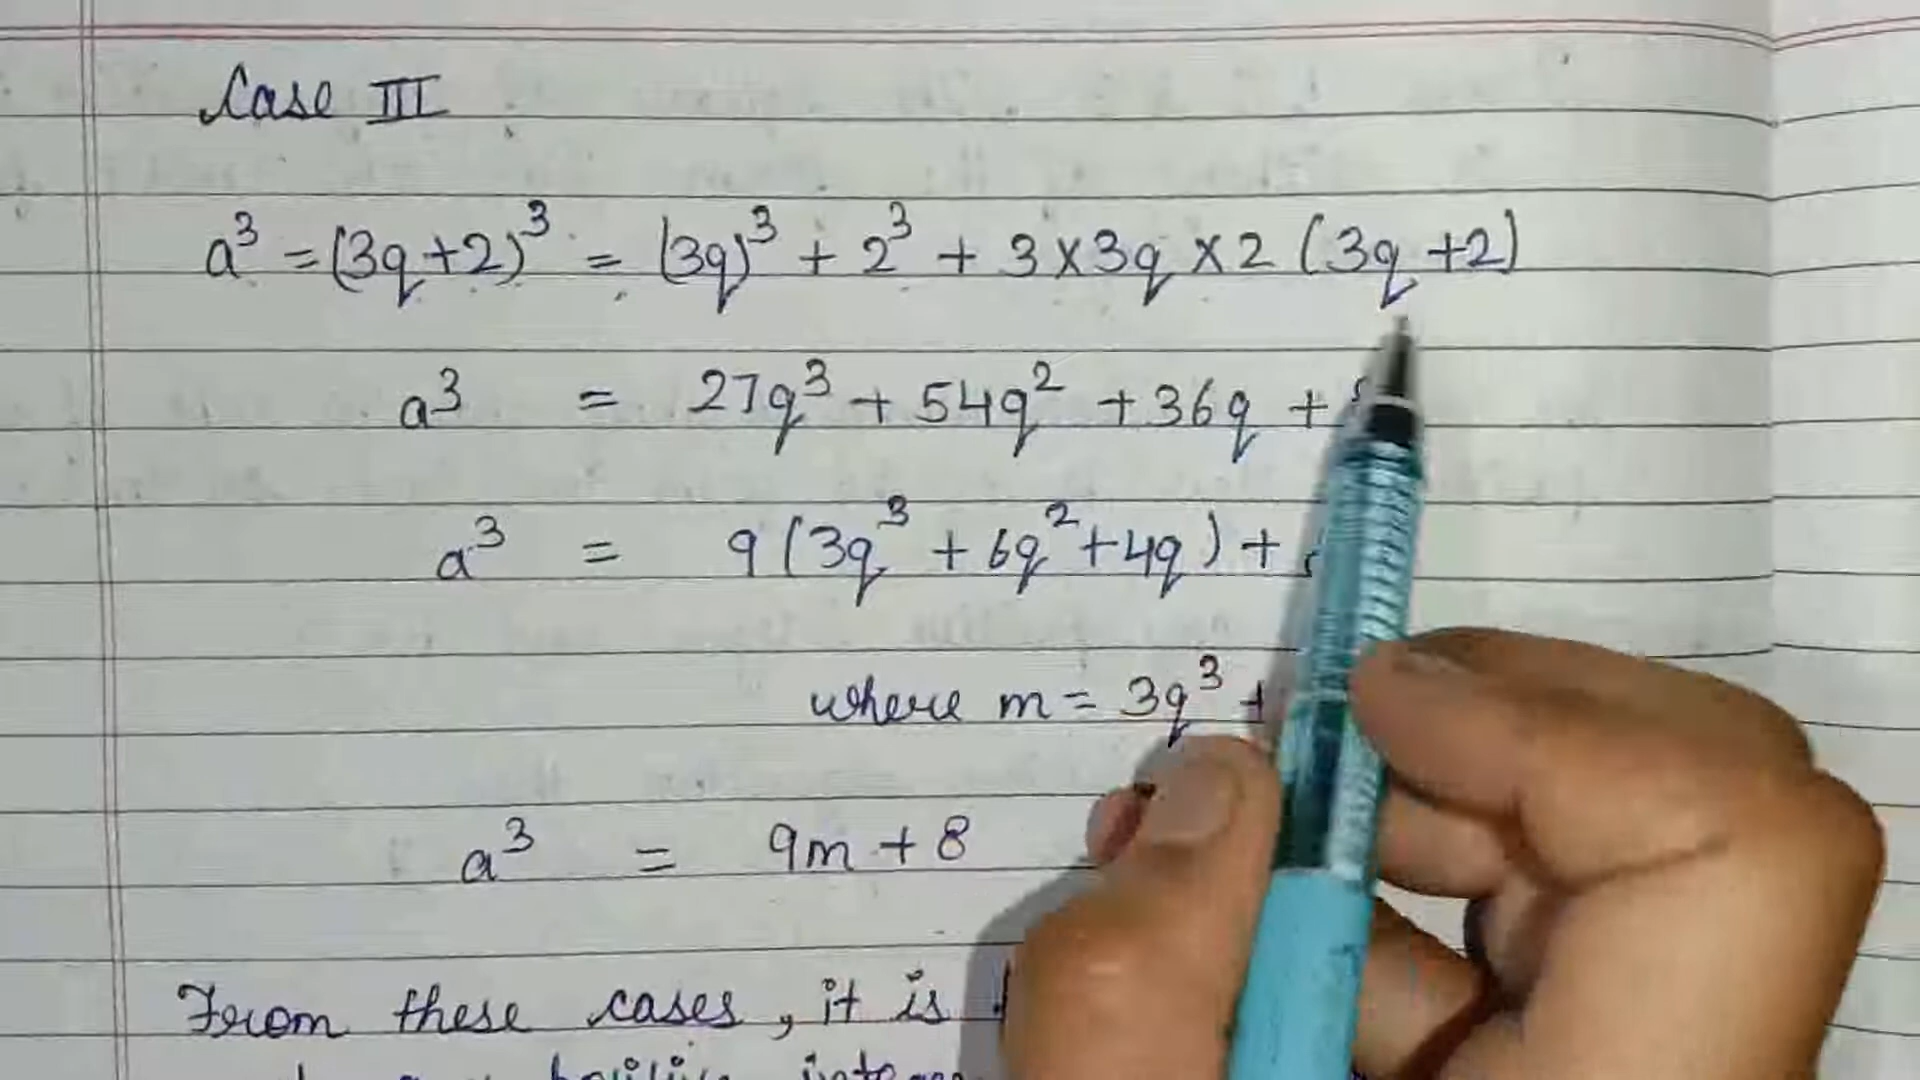 Case III
a³ = (3q+2)³ = (3q)³ + 2³ + 3×3q×2 (3q+2)
a³ = 27q³ + 54q² + 36q +
a³ = 9(3q³ + 6q² + 4q) +
where m = 3q³ +
a³ = 9m + 8
From these cases, it is